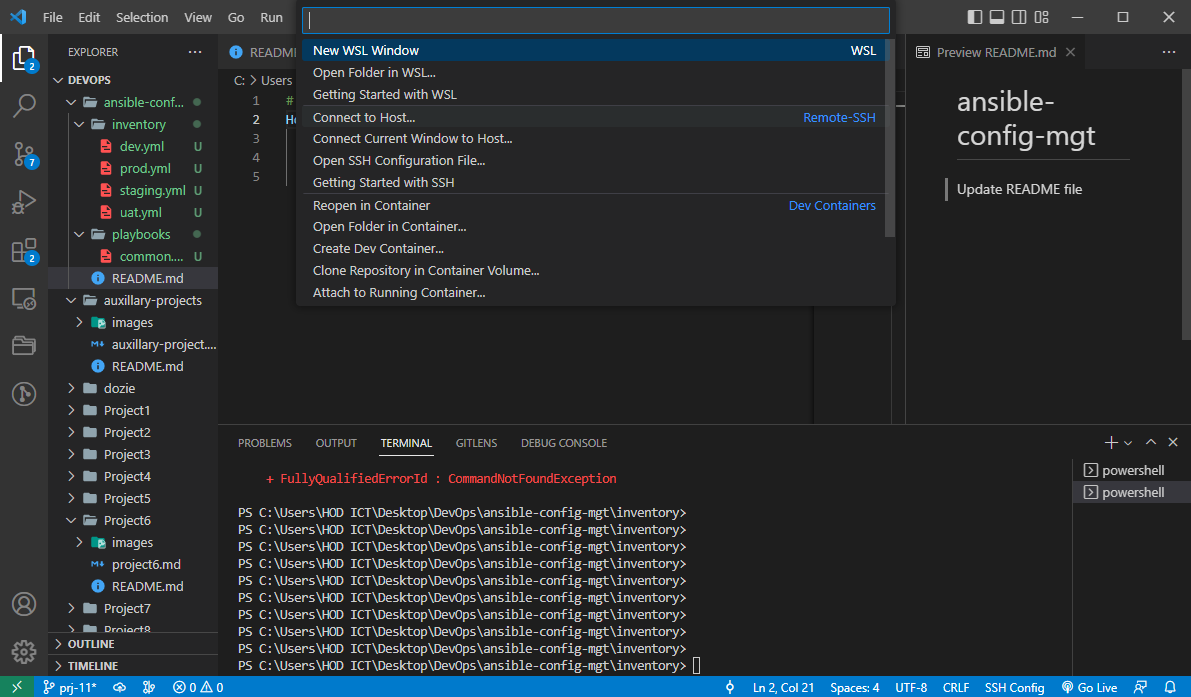 File Edit Selection View Go Run
New WSL Window WSL
Open Folder in WSL...
Getting Started with WSL
Connect to Host... Remote-SSH
Connect Current Window to Host...
Open SSH Configuration File...
Getting Started with SSH
Reopen in Container Dev Containers
Open Folder in Container...
Create Dev Container...
Clone Repository in Container Volume...
Attach to Running Container...
EXPLORER
DEVOPS
ansible-conf...
inventory
dev.yml U
prod.yml U
staging.yml U
uat.yml U
playbooks
common.... U
README.md
auxillary-projects
images
auxillary-project....
README.md
dozie
Project1
Project2
Project3
Project4
Project5
Project6
images
project6.md
README.md
Project7
Project8
OUTLINE
TIMELINE
2
7
2
README
C: > Users
1 #
2
3
4
5
Preview README.md
ansible-
config-mgt
Update README file
PROBLEMS OUTPUT TERMINAL GITLENS DEBUG CONSOLE
+ FullyQualifiedErrorId : CommandNotFoundException
PS C:\Users\HOD ICT\Desktop\DevOps\ansible-config-mgt\inventory>
PS C:\Users\HOD ICT\Desktop\DevOps\ansible-config-mgt\inventory>
PS C:\Users\HOD ICT\Desktop\DevOps\ansible-config-mgt\inventory>
PS C:\Users\HOD ICT\Desktop\DevOps\ansible-config-mgt\inventory>
PS C:\Users\HOD ICT\Desktop\DevOps\ansible-config-mgt\inventory>
PS C:\Users\HOD ICT\Desktop\DevOps\ansible-config-mgt\inventory>
PS C:\Users\HOD ICT\Desktop\DevOps\ansible-config-mgt\inventory>
PS C:\Users\HOD ICT\Desktop\DevOps\ansible-config-mgt\inventory>
PS C:\Users\HOD ICT\Desktop\DevOps\ansible-config-mgt\inventory>
PS C:\Users\HOD ICT\Desktop\DevOps\ansible-config-mgt\inventory>
powershell
powershell
prj-11* 0 0 Ln 2, Col 21 Spaces: 4 UTF-8 CRLF SSH Config Go Live